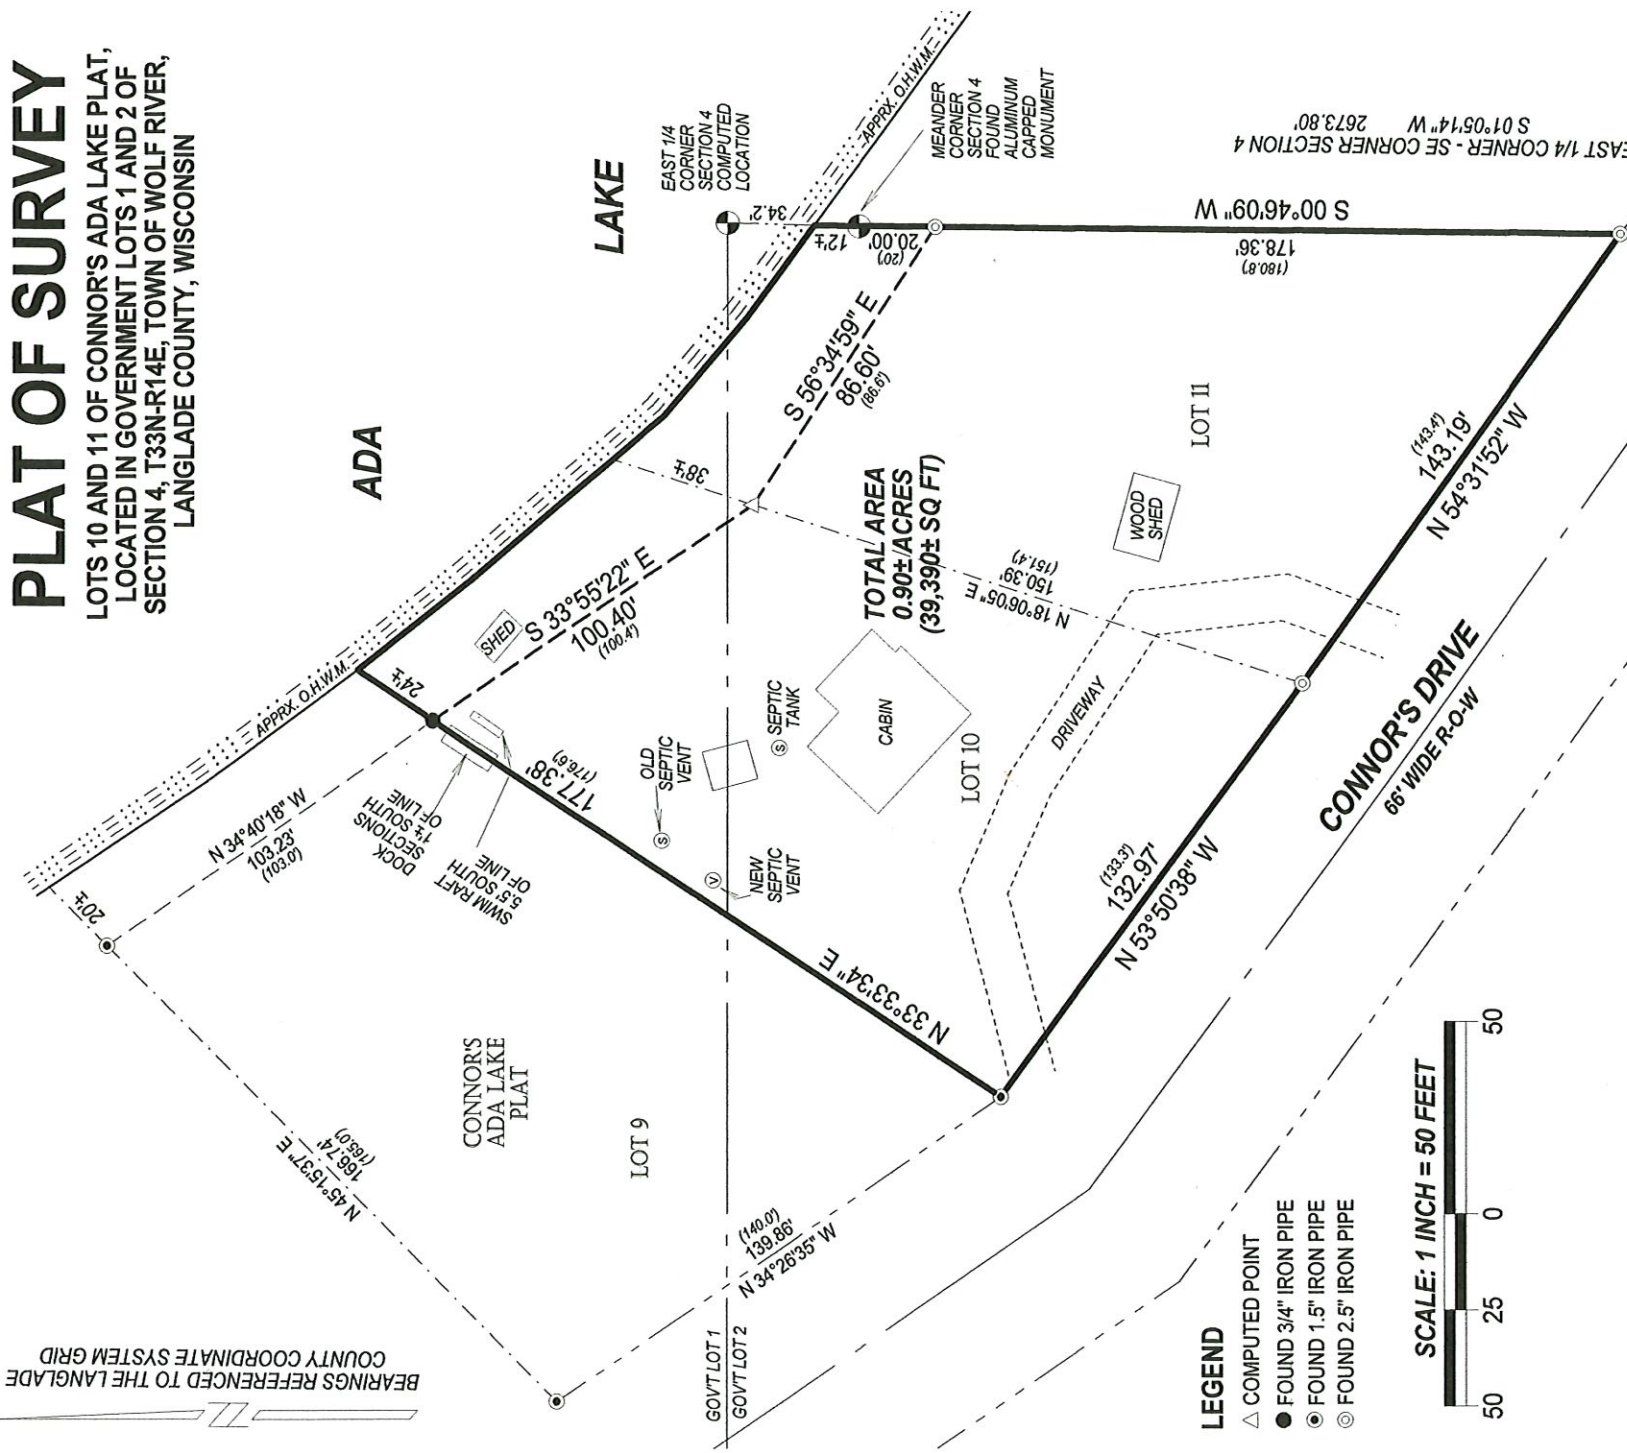 PLAT OF SURVEY
LOTS 10 AND 11 OF CONNOR'S ADA LAKE PLAT,
LOCATED IN GOVERNMENT LOTS 1 AND 2 OF
SECTION 4, T33N-R14E, TOWN OF WOLF RIVER,
LANGLADE COUNTY, WISCONSIN
BEARINGS REFERENCED TO THE LANGLADE
COUNTY COORDINATE SYSTEM GRID
ADA
LAKE
APPRX. O.H.W.M.
APPRX. O.H.W.M.
EAST 1/4
CORNER
SECTION 4
COMPUTED
LOCATION
34.2'
12'±
20.00'
(20')
MEANDER
CORNER
SECTION 4
FOUND
ALUMINUM
CAPPED
MONUMENT
EAST 1/4 CORNER - SE CORNER SECTION 4
S 01°05'14" W 2673.80'
S 00°46'09" W
178.36'
(180.8)
S 56°34'59" E
86.60'
(86.6')
38'±
S 33°55'22" E
100.40'
(100.4')
SHED
24'±
N 34°40'18" W
103.23'
(103.0')
20'±
DOCK
SECTIONS
1'± SOUTH
OF LINE
SWIM RAFT
5.5' SOUTH
OF LINE
177.38'
(176.6')
N 33°33'34" E
OLD
SEPTIC
VENT
S
NEW
SEPTIC
VENT
V
S
SEPTIC
TANK
CABIN
TOTAL AREA
0.90± ACRES
(39,390± SQ FT)
N 18°06'05" E
150.39'
(151.4')
WOOD
SHED
LOT 11
LOT 10
DRIVEWAY
(143.4')
143.19'
N 54°31'52" W
(133.3')
132.97'
N 53°50'38" W
CONNOR'S DRIVE
66' WIDE R-O-W
CONNOR'S
ADA LAKE
PLAT
LOT 9
N 45°15'37" E
166.74'
(165.0')
(140.0')
139.86'
N 34°26'35" W
GOV'T LOT 1
GOV'T LOT 2
LEGEND
COMPUTED POINT
FOUND 3/4" IRON PIPE
FOUND 1.5" IRON PIPE
FOUND 2.5" IRON PIPE
SCALE: 1 INCH = 50 FEET
50 25 0 50